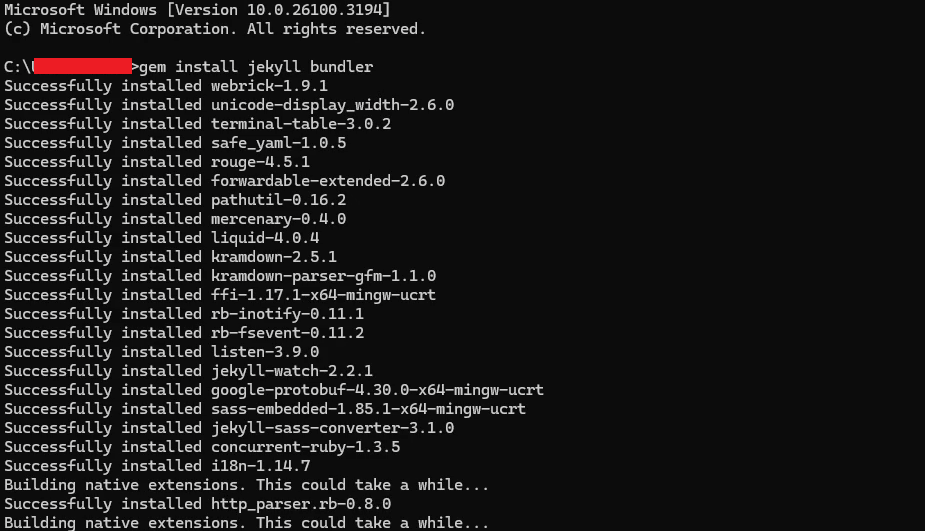 Microsoft Windows [Version 10.0.26100.3194]
(c) Microsoft Corporation. All rights reserved.
C:\>gem install jekyll bundler
Successfully installed webrick-1.9.1
Successfully installed unicode-display_width-2.6.0
Successfully installed terminal-table-3.0.2
Successfully installed safe_yaml-1.0.5
Successfully installed rouge-4.5.1
Successfully installed forwardable-extended-2.6.0
Successfully installed pathutil-0.16.2
Successfully installed mercenary-0.4.0
Successfully installed liquid-4.0.4
Successfully installed kramdown-2.5.1
Successfully installed kramdown-parser-gfm-1.1.0
Successfully installed ffi-1.17.1-x64-mingw-ucrt
Successfully installed rb-inotify-0.11.1
Successfully installed rb-fsevent-0.11.2
Successfully installed listen-3.9.0
Successfully installed jekyll-watch-2.2.1
Successfully installed google-protobuf-4.30.0-x64-mingw-ucrt
Successfully installed sass-embedded-1.85.1-x64-mingw-ucrt
Successfully installed jekyll-sass-converter-3.1.0
Successfully installed concurrent-ruby-1.3.5
Successfully installed i18n-1.14.7
Building native extensions. This could take a while...
Successfully installed http_parser.rb-0.8.0
Building native extensions. This could take a while...